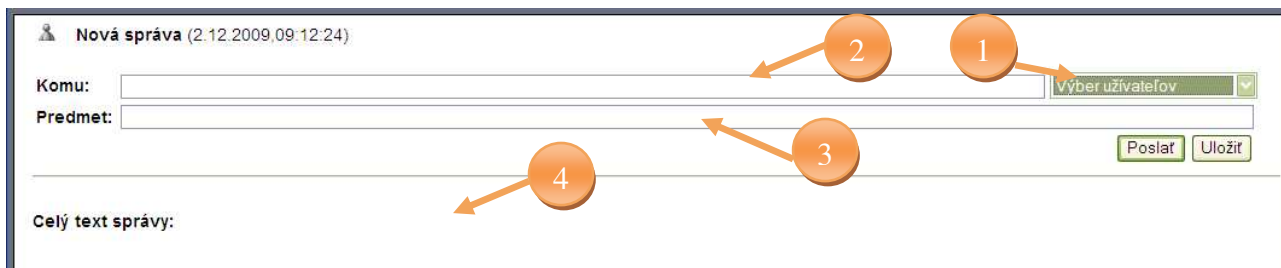 Nová správa (2.12.2009,09:12:24)
2
1
Komu:
Výber užívateľov
Predmet:
3
Poslať Uložiť
4
Celý text správy: